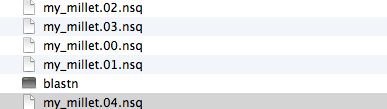 my_millet.02.nsq
my_millet.03.nsq
my_millet.00.nsq
my_millet.01.nsq
blastn
my_millet.04.nsq